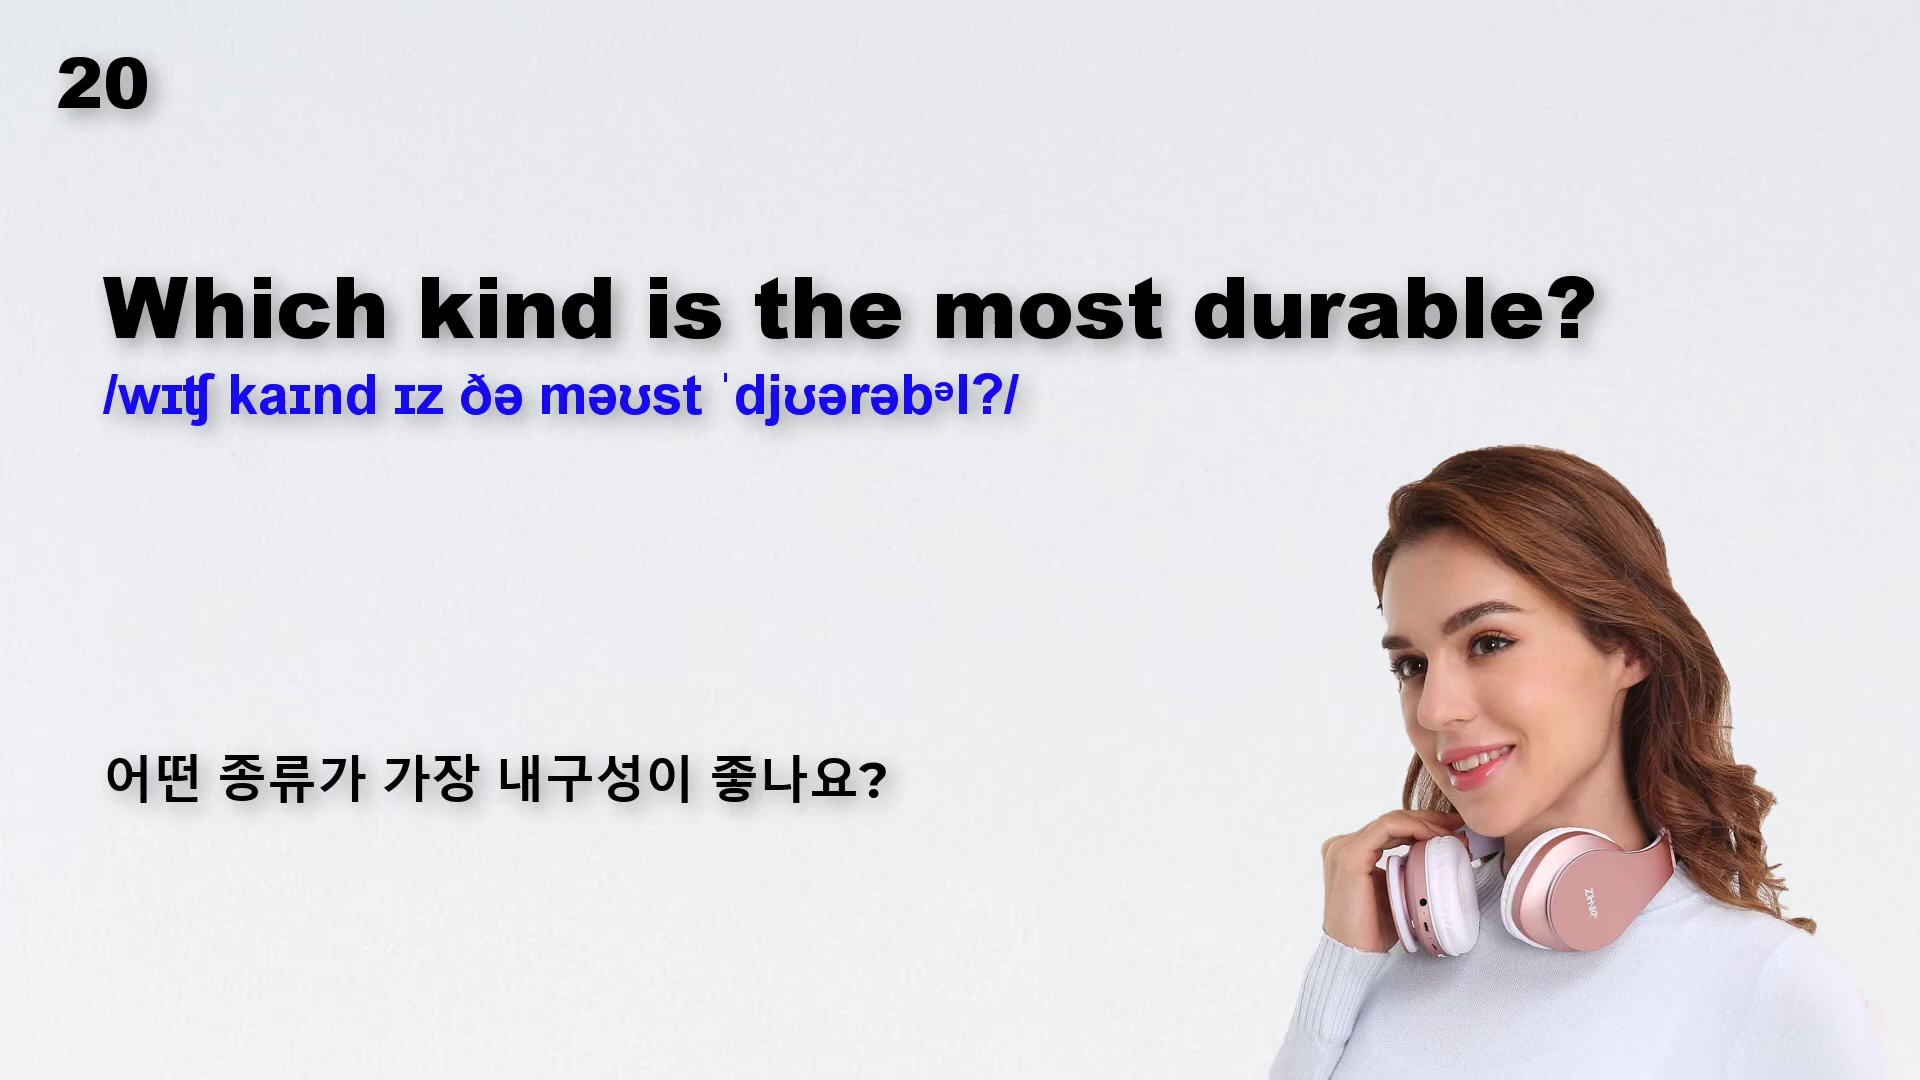 20
Which kind is the most durable?
/wɪʧ kaɪnd ɪz ðə məʊst ˈdjʊərəbᵊl?/
어떤 종류가 가장 내구성이 좋나요?